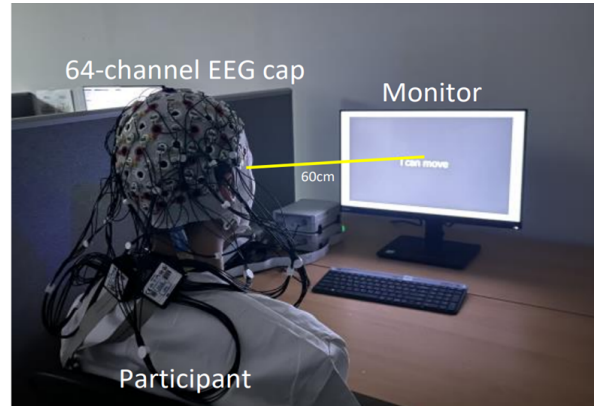 64-channel EEG cap
Monitor
I can move
60cm
Participant